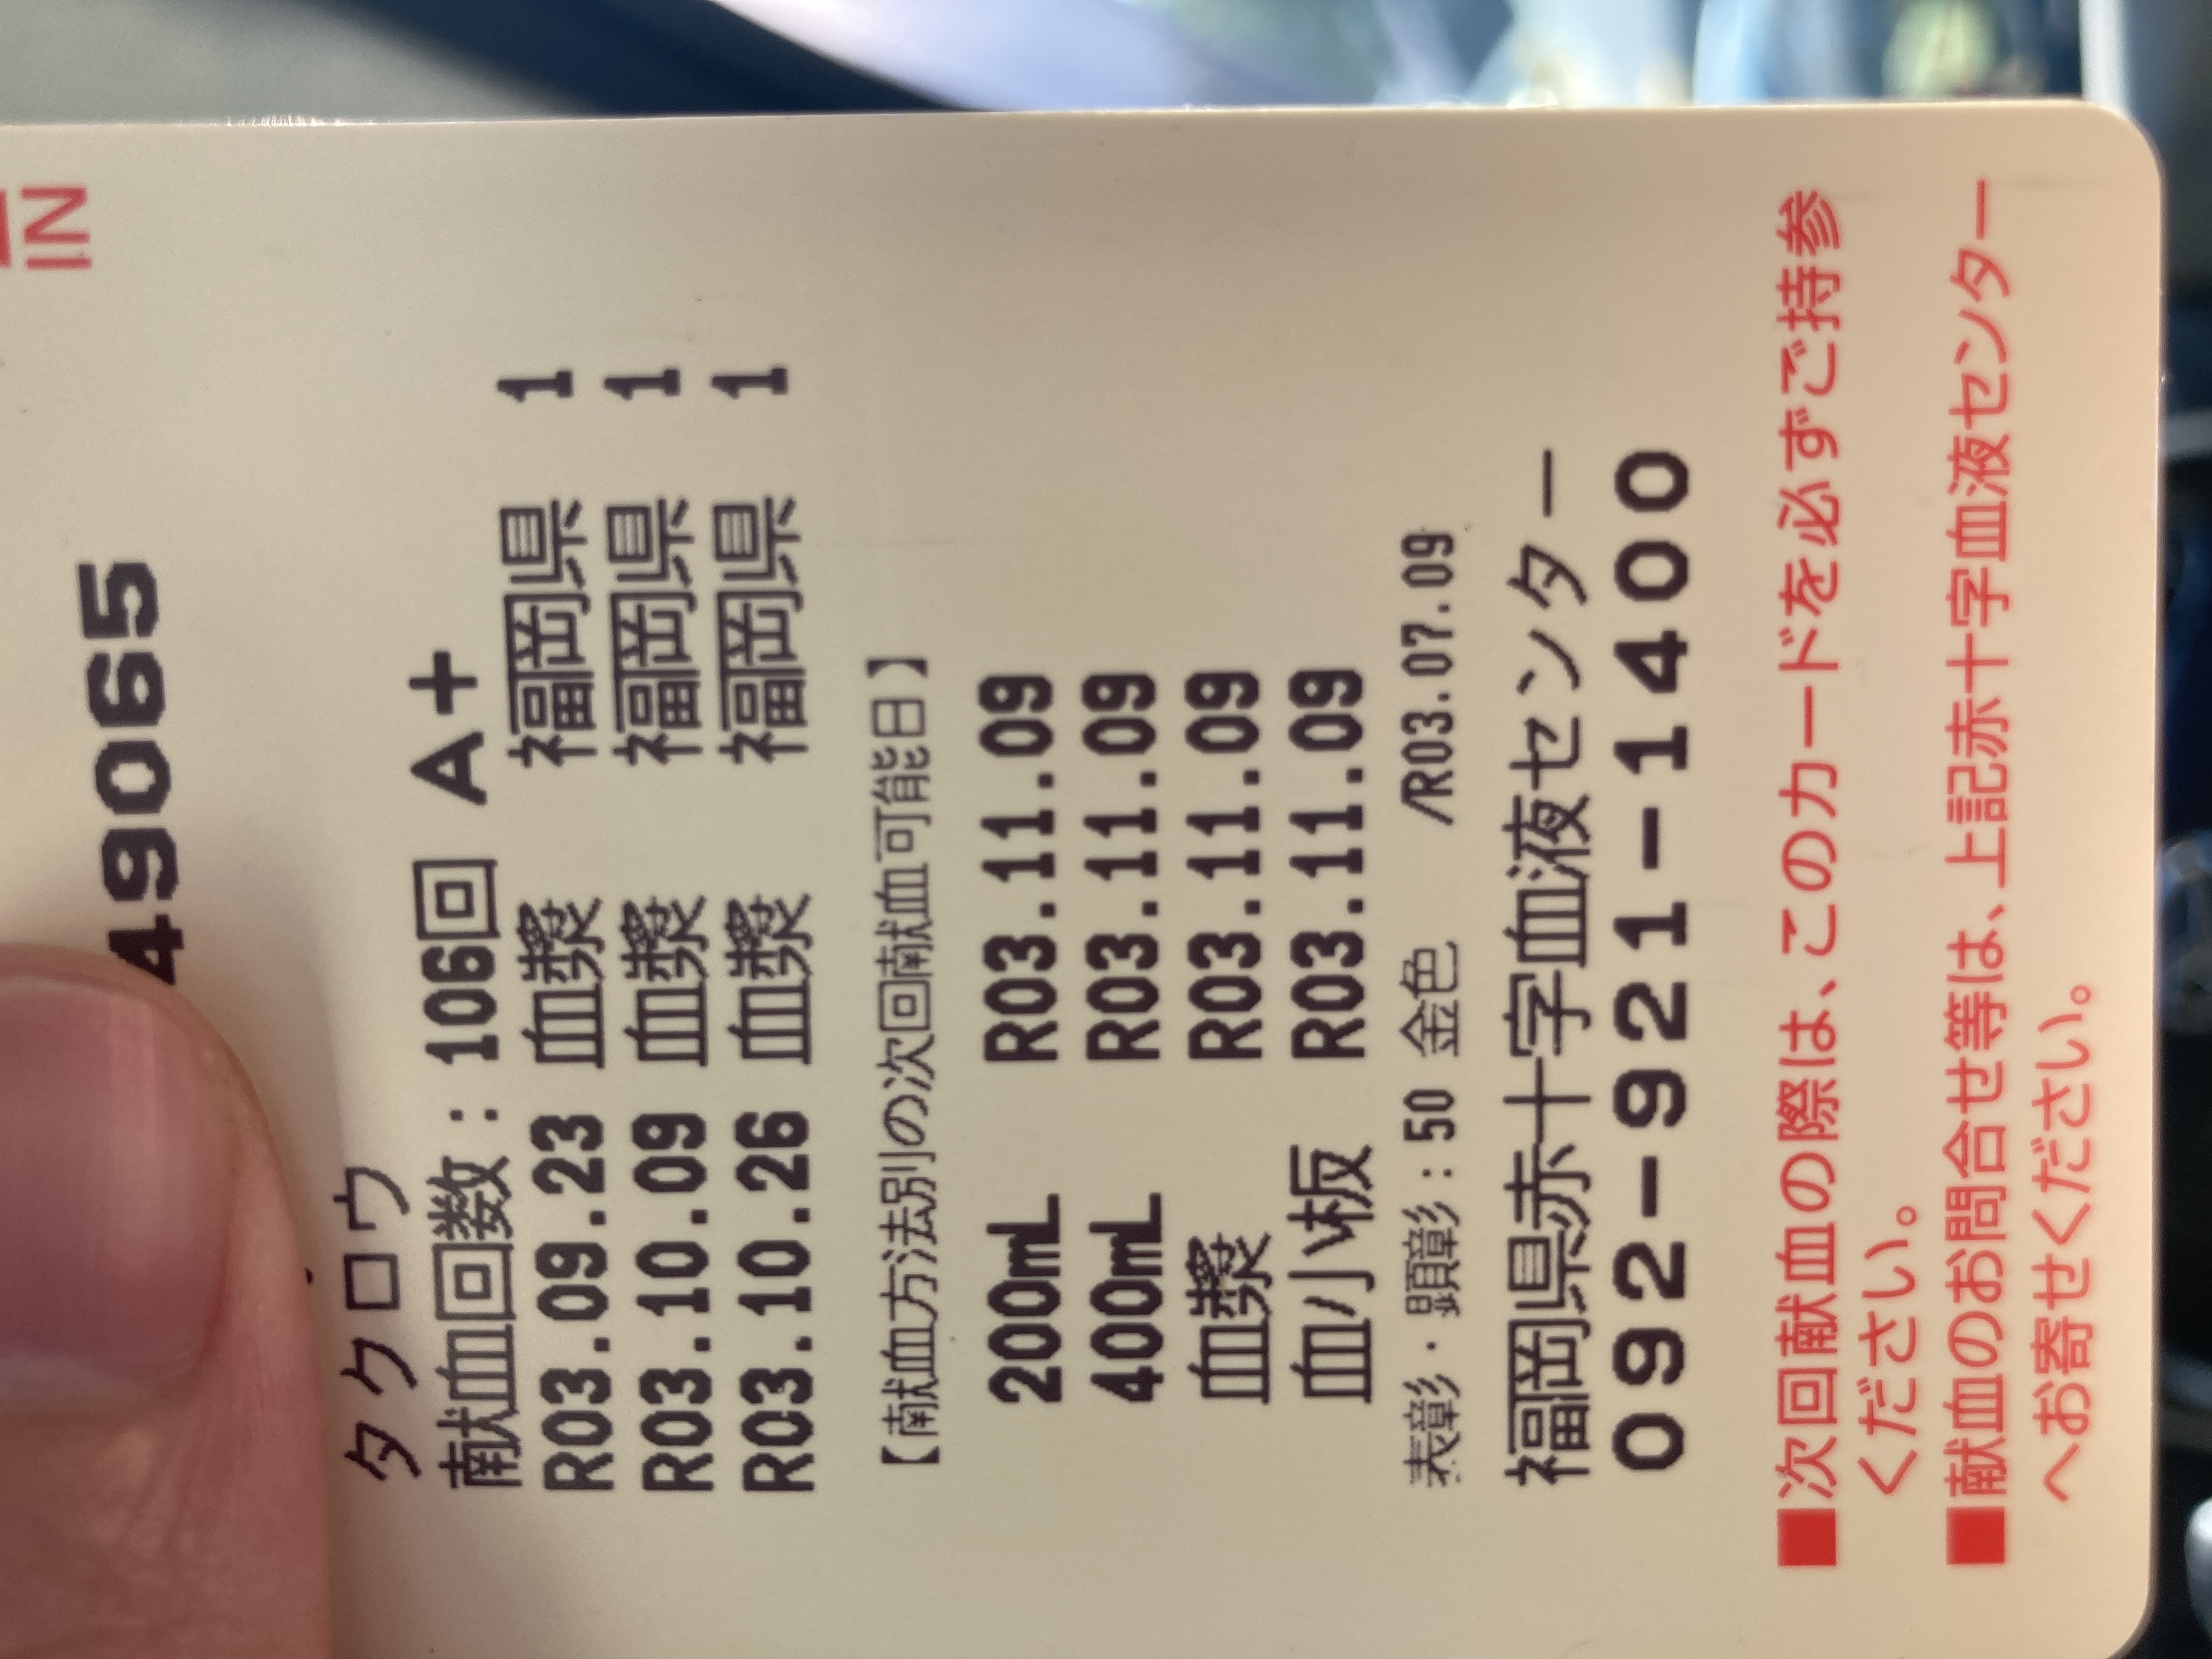 IN
49065
タクロウ
献血回数：106回 A+
R03.09.23 血漿 福岡県 1
R03.10.09 血漿 福岡県 1
R03.10.26 血漿 福岡県 1
【献血方法別の次回献血可能日】
200mL R03.11.09
400mL R03.11.09
血漿 R03.11.09
血小板 R03.11.09
表彰・顕彰：50 金色 /R03.07.09
福岡県赤十字血液センター
092-921-1400
■次回献血の際は、このカードを必ずご持参
ください。
■献血のお問合せ等は、上記赤十字血液センター
へお寄せください。